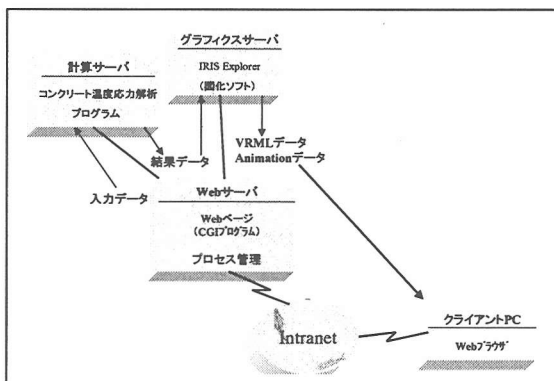 グラフィクスサーバ
IRIS Explorer
(図化ソフト)
計算サーバ
コンクリート温度応力解析
プログラム
結果データ
VRMLデータ
Animationデータ
入力データ
Webサーバ
Webページ
(CGIプログラム)
プロセス管理
Intranet
クライアントPC
Webブラウザ